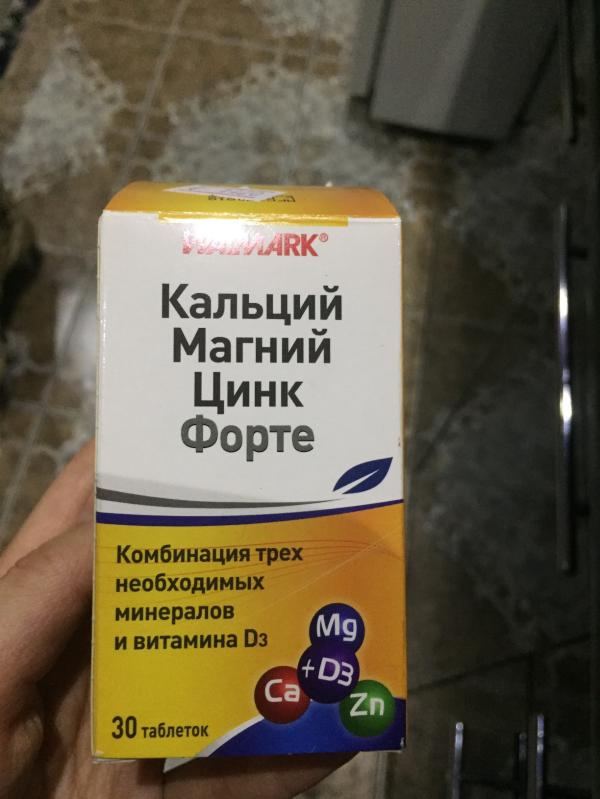 WALMARK®
Кальций
Магний
Цинк
Форте
Комбинация трех
необходимых
минералов
и витамина D3
Mg
+D3
Ca
Zn
30 таблеток